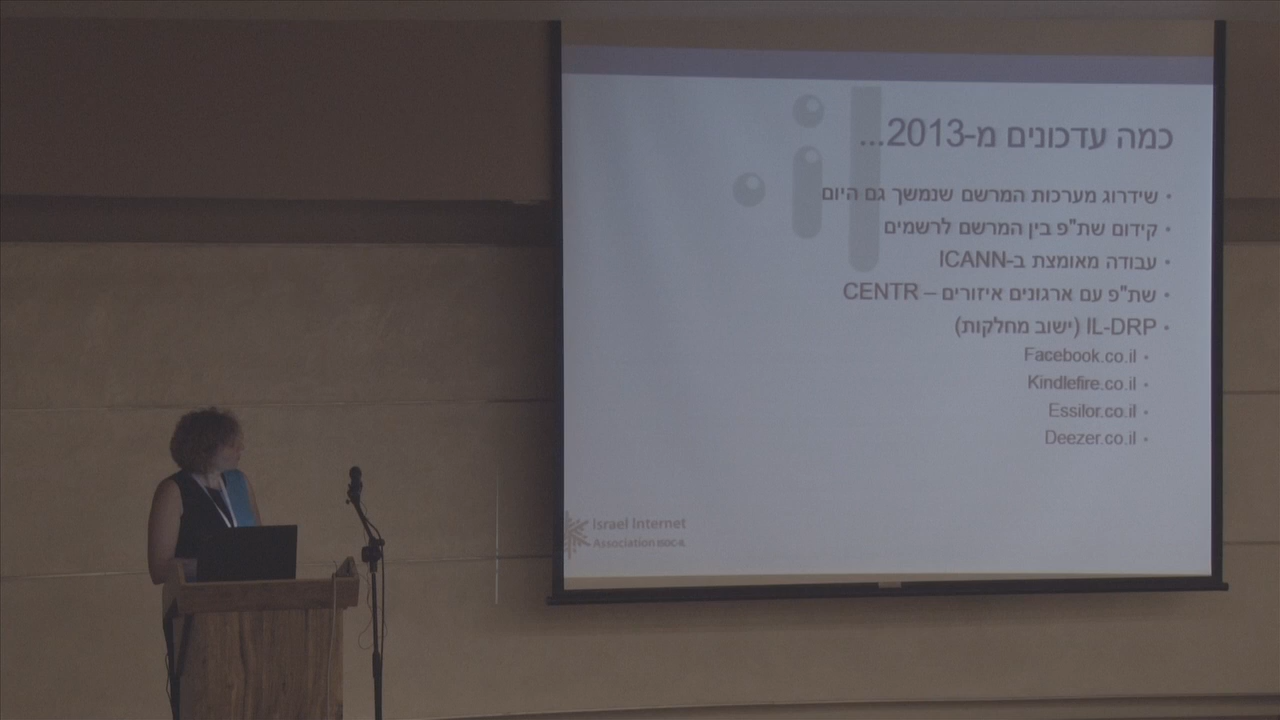 כמה עדכונים מ-2013...
• שידרוג מערכות המרשם שנמשך גם היום
• קידום שת"פ בין המרשם לרשמים
• עבודה מאומצת ב-ICANN
• שת"פ עם ארגונים איזורים – CENTR
• IL-DRP (ישוב מחלקות)
• Facebook.co.il
• Kindlefire.co.il
• Essilor.co.il
• Deezer.co.il
Israel Internet
Association ISOC-IL